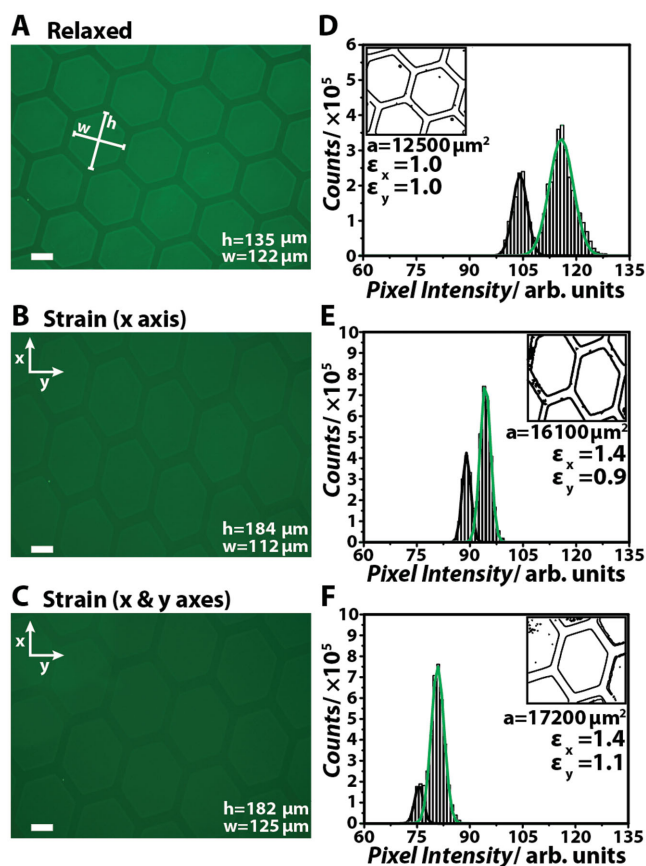 A Relaxed
w h
h=135 μm
w=122 μm
B Strain (x axis)
x
y
h=184 μm
w=112 μm
C Strain (x & y axes)
x
y
h=182 μm
w=125 μm
D
Counts/ ×10⁵
6
5
4
3
2
1
0
a=12500 μm²
εₓ=1.0
ε_y=1.0
60 75 90 105 120 135
Pixel Intensity/ arb. units
E
Counts/ ×10⁵
10
9
8
7
6
5
4
3
2
1
0
a=16100 μm²
εₓ=1.4
ε_y=0.9
60 75 90 105 120 135
Pixel Intensity/ arb. units
F
Counts/ ×10⁵
10
9
8
7
6
5
4
3
2
1
0
a=17200 μm²
εₓ=1.4
ε_y=1.1
60 75 90 105 120 135
Pixel Intensity/ arb. units